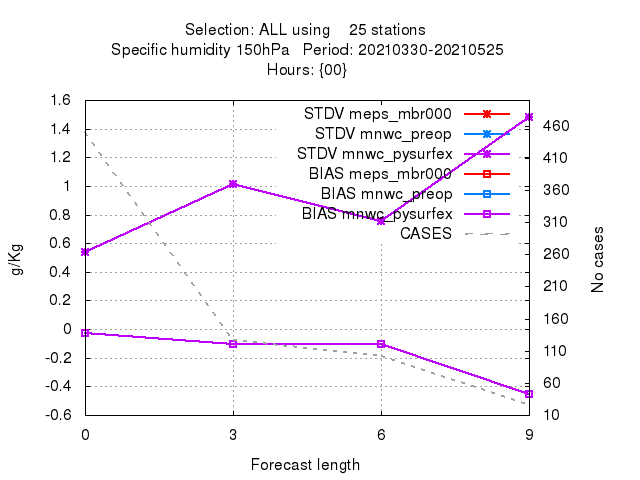 Selection: ALL using    25 stations
Specific humidity 150hPa   Period: 20210330-20210525
Hours: {00}
STDV meps_mbr000
STDV mnwc_preop
STDV mnwc_pysurfex
BIAS meps_mbr000
BIAS mnwc_preop
BIAS mnwc_pysurfex
CASES
g/Kg
1.6
1.4
1.2
1
0.8
0.6
0.4
0.2
0
-0.2
-0.4
-0.6
460
410
360
310
260
210
160
110
60
10
No cases
0 3 6 9
Forecast length